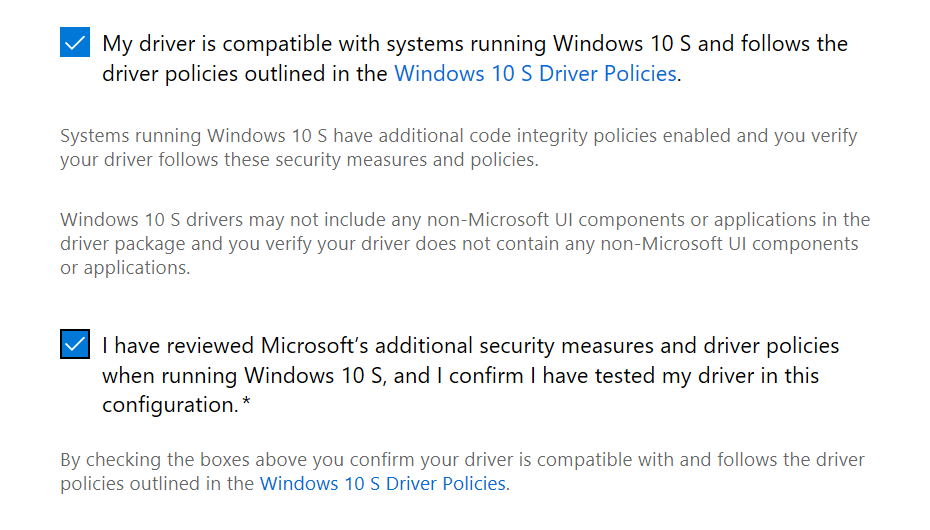 My driver is compatible with systems running Windows 10 S and follows the
driver policies outlined in the Windows 10 S Driver Policies.
Systems running Windows 10 S have additional code integrity policies enabled and you verify
your driver follows these security measures and policies.
Windows 10 S drivers may not include any non-Microsoft UI components or applications in the
driver package and you verify your driver does not contain any non-Microsoft UI components
or applications.
I have reviewed Microsoft’s additional security measures and driver policies
when running Windows 10 S, and I confirm I have tested my driver in this
configuration.*
By checking the boxes above you confirm your driver is compatible with and follows the driver
policies outlined in the Windows 10 S Driver Policies.